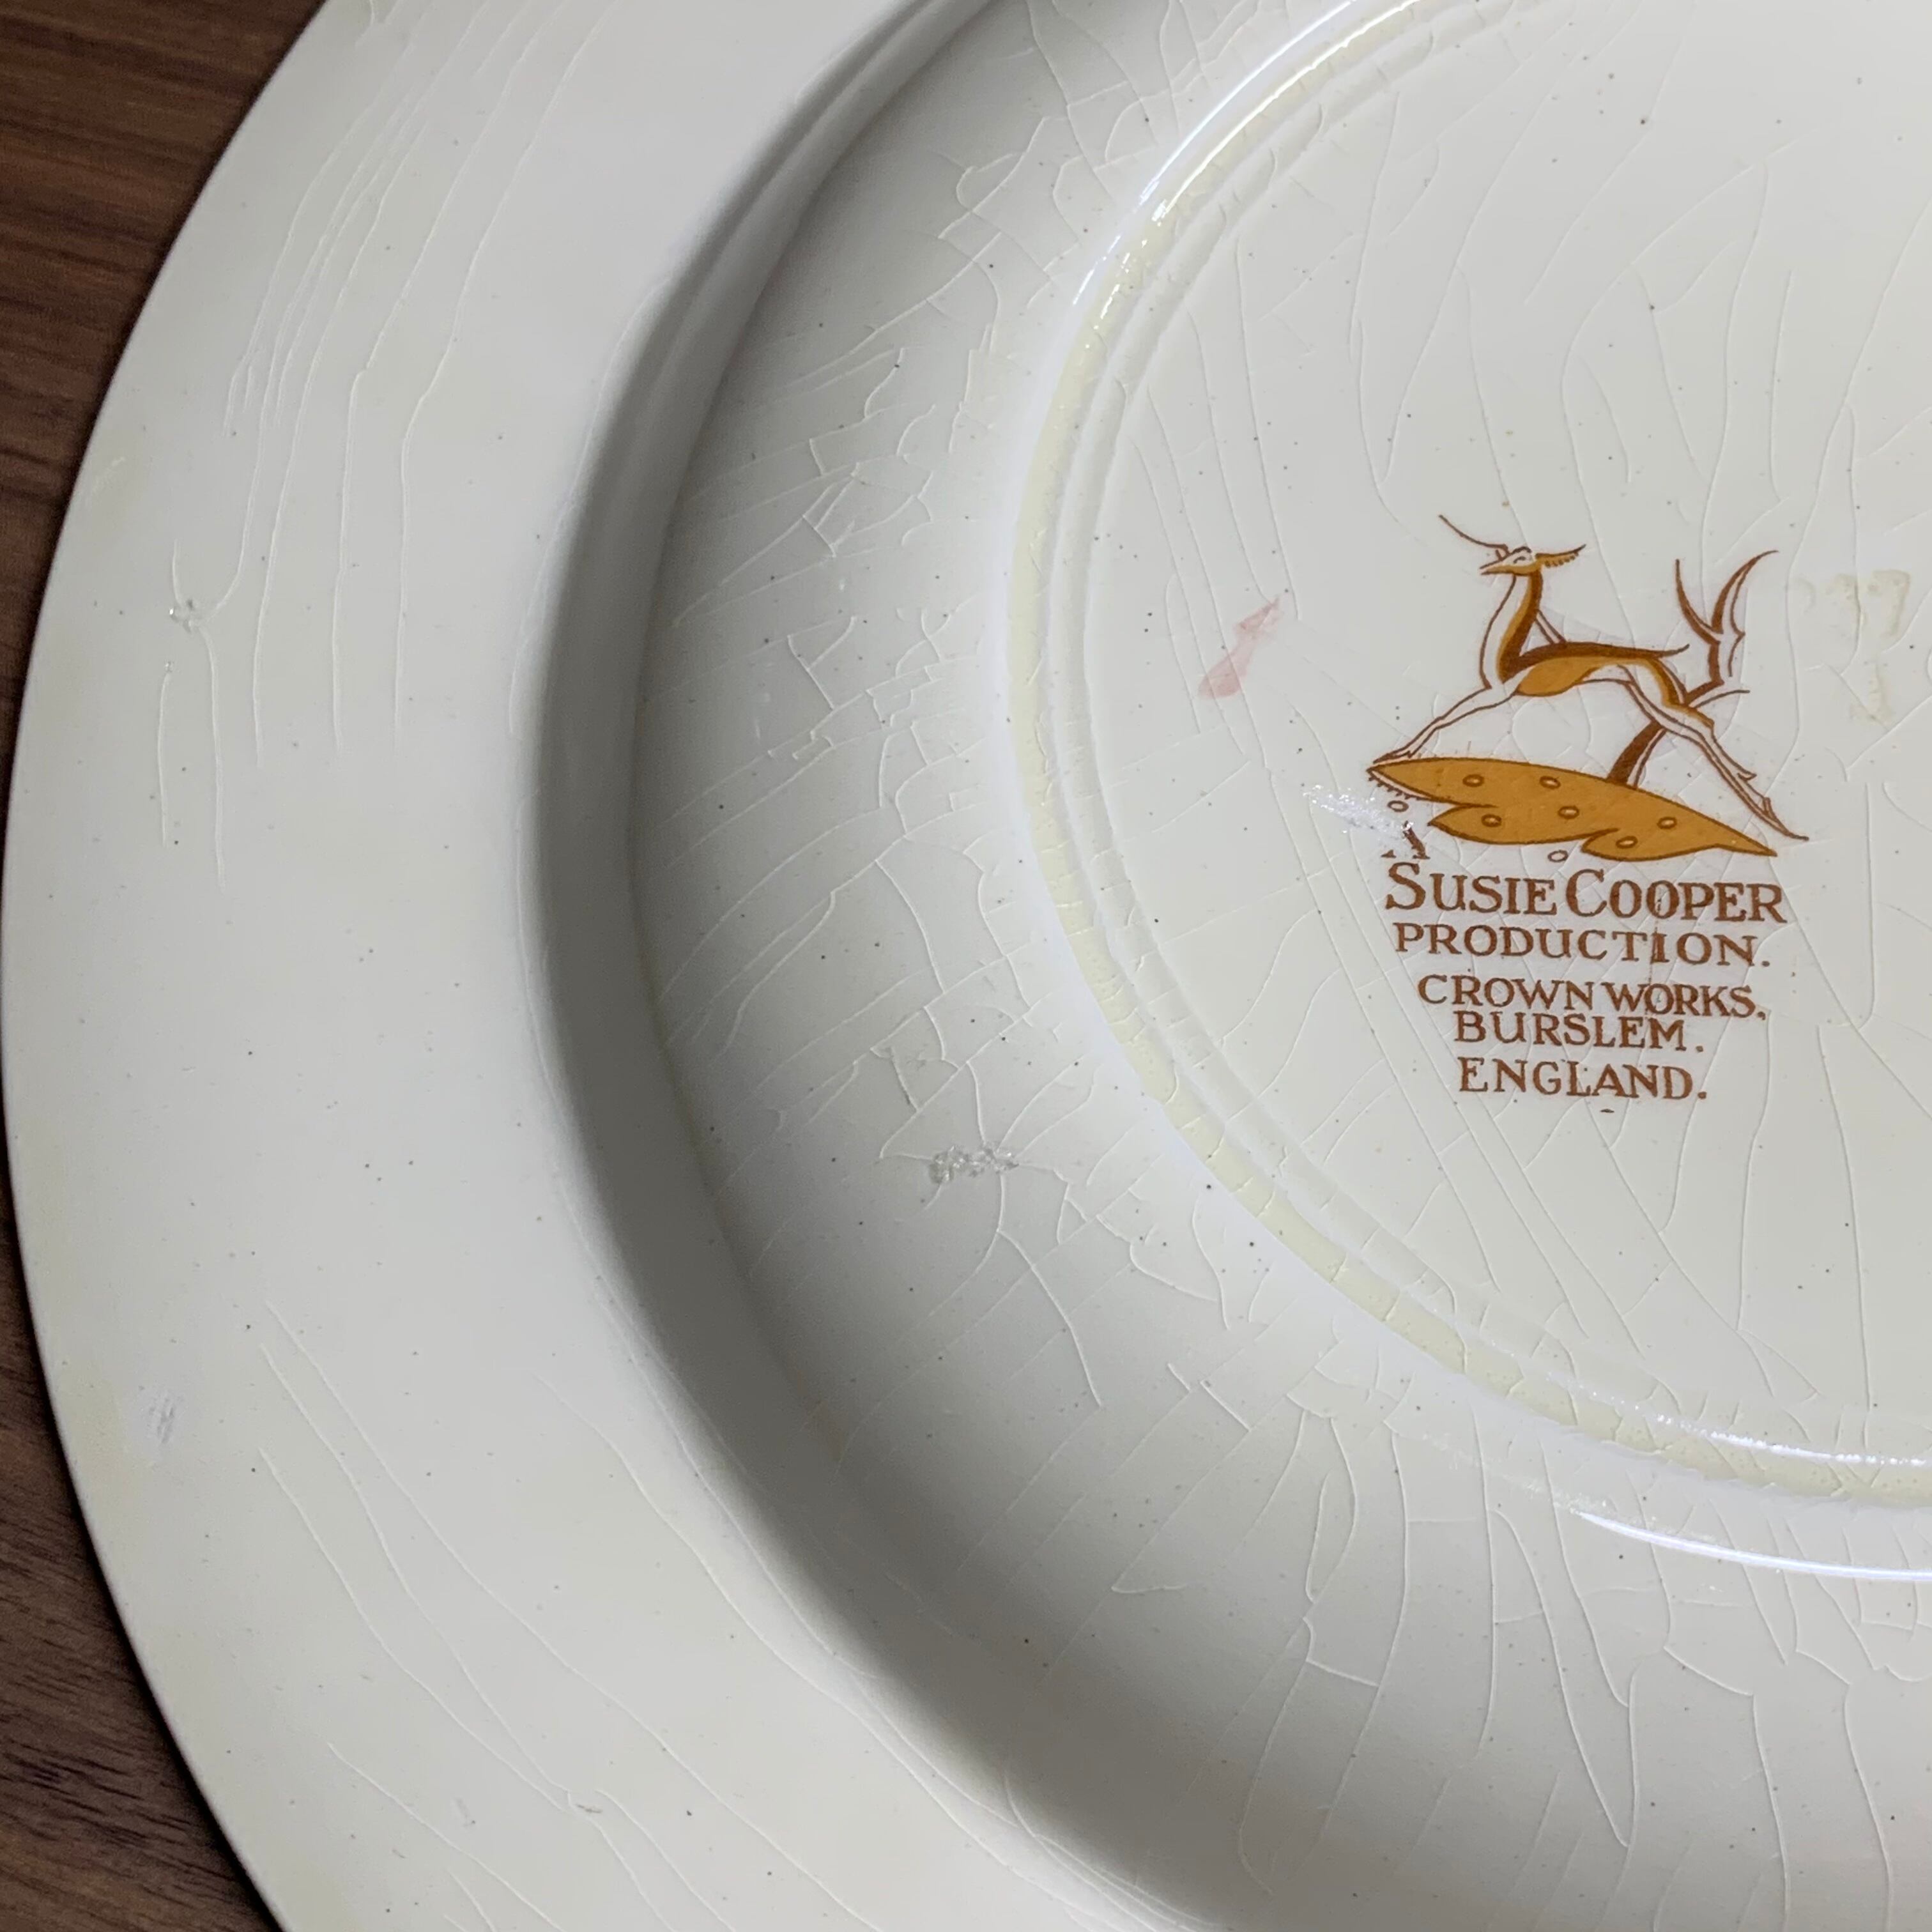 SUSIE COOPER
PRODUCTION.
CROWN WORKS,
BURSLEM.
ENGLAND.